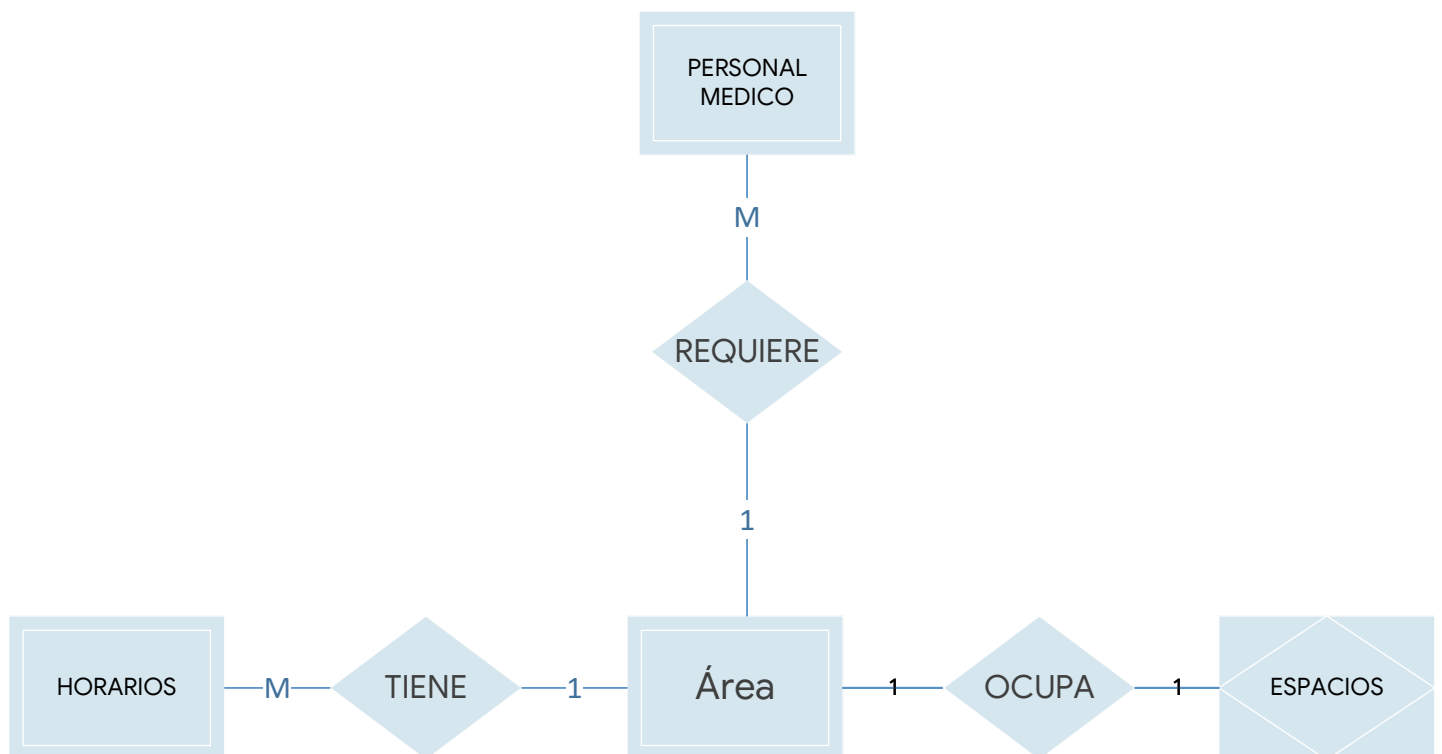 PERSONAL
MEDICO
M
REQUIERE
1
HORARIOS
M
TIENE
1
Área
1
OCUPA
1
ESPACIOS